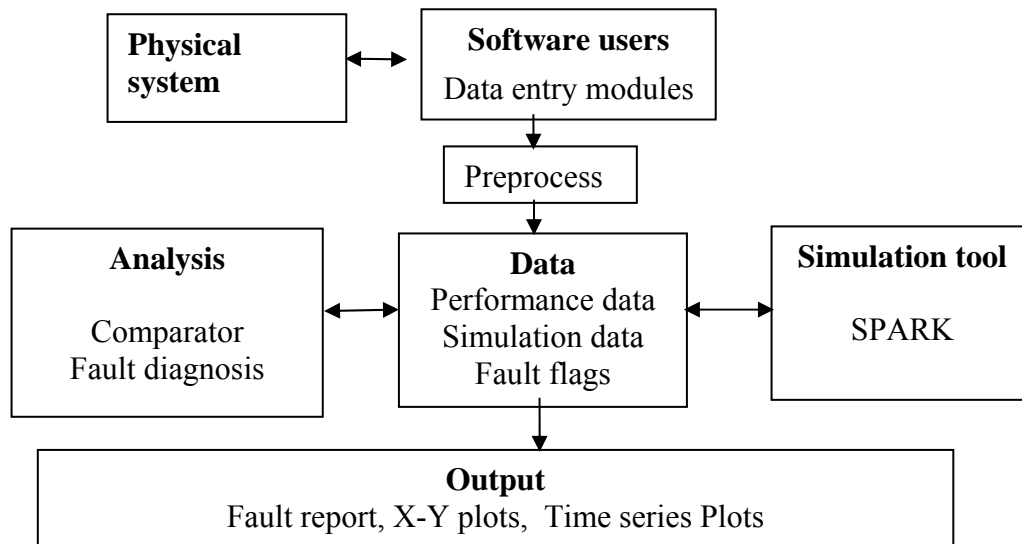 Physical
system
Software users
Data entry modules
Preprocess
Analysis
Comparator
Fault diagnosis
Data
Performance data
Simulation data
Fault flags
Simulation tool
SPARK
Output
Fault report, X-Y plots,  Time series Plots